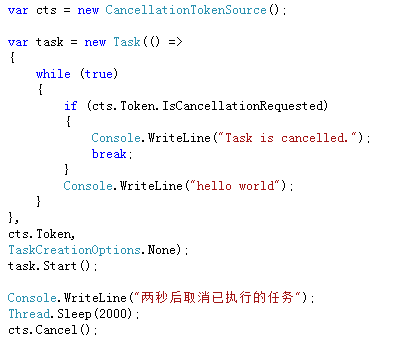 var cts = new CancellationTokenSource();
var task = new Task(() =>
{
while (true)
{
if (cts.Token.IsCancellationRequested)
{
Console.WriteLine("Task is cancelled.");
break;
}
Console.WriteLine("hello world");
}
},
cts.Token,
TaskCreationOptions.None);
task.Start();
Console.WriteLine("两秒后取消已执行的任务");
Thread.Sleep(2000);
cts.Cancel();